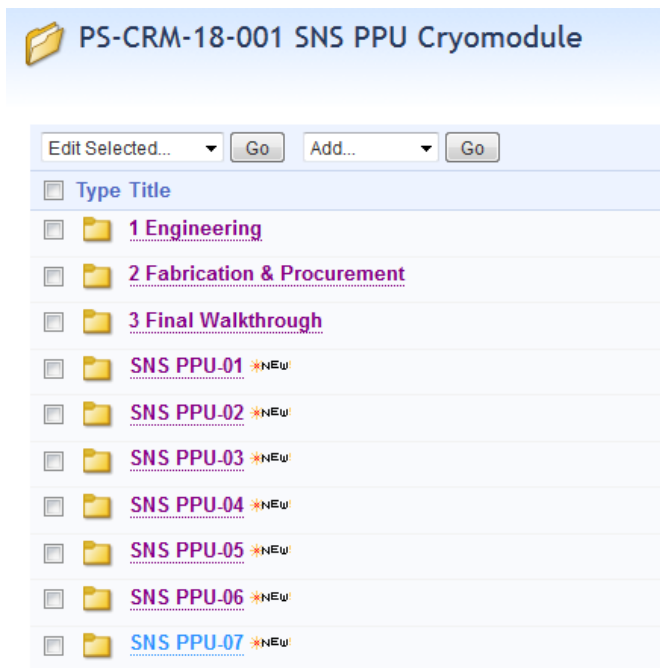 PS-CRM-18-001 SNS PPU Cryomodule
Edit Selected... Go Add... Go
Type Title
1 Engineering
2 Fabrication & Procurement
3 Final Walkthrough
SNS PPU-01 NEW!
SNS PPU-02 NEW!
SNS PPU-03 NEW!
SNS PPU-04 NEW!
SNS PPU-05 NEW!
SNS PPU-06 NEW!
SNS PPU-07 NEW!